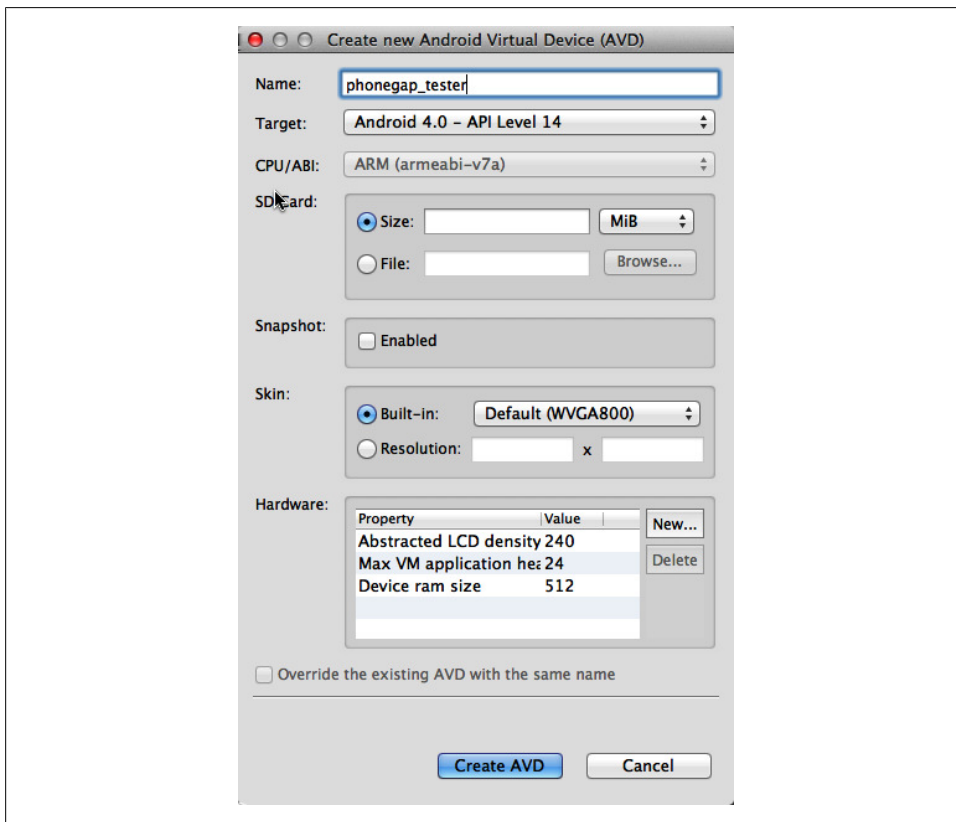 Create new Android Virtual Device (AVD)
Name: phonegap_tester
Target: Android 4.0 – API Level 14
CPU/ABI: ARM (armeabi-v7a)
SD Card:
Size: MiB
File: Browse...
Snapshot:
Enabled
Skin:
Built-in: Default (WVGA800)
Resolution: x
Hardware:
Property Value New...
Abstracted LCD density 240
Max VM application hea 24 Delete
Device ram size 512
Override the existing AVD with the same name
Create AVD Cancel